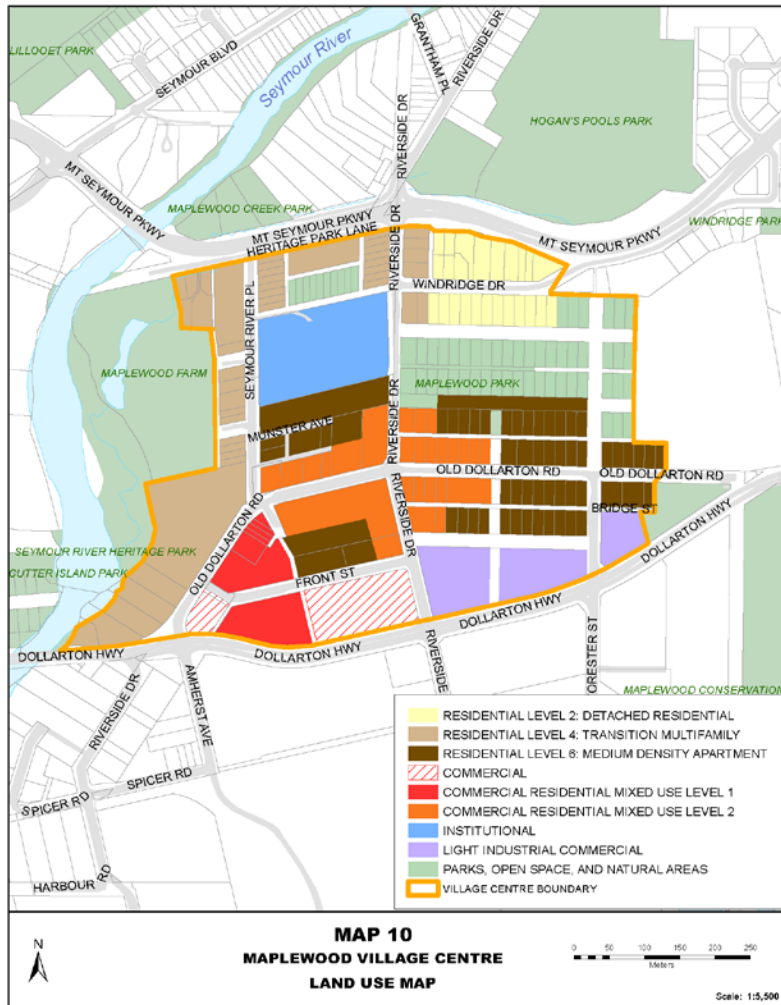 LILLOOET PARK
SEYMOUR BLVD
Seymour River
GRANTHAM PL
RIVERSIDE DR
RIVERSIDE DR
HOGAN'S POOLS PARK
MT SEYMOUR PKWY
MAPLEWOOD CREEK PARK
WINDRIDGE PARK
MT SEYMOUR PKWY
HERITAGE PARK LANE
RIVERSIDE DR
MT SEYMOUR PKWY
WINDRIDGE DR
SEYMOUR RIVER PL
MAPLEWOOD FARM
MAPLEWOOD PARK
RIVERSIDE DR
MUNSTER AVE
OLD DOLLARTON RD
OLD DOLLARTON RD
OLD DOLLARTON RD
BRIDGE ST
RIVERSIDE DR
SEYMOUR RIVER HERITAGE PARK
CUTTER ISLAND PARK
FRONT ST
DOLLARTON HWY
DOLLARTON HWY
DOLLARTON HWY
DOLLARTON HWY
RIVERSIDE
ORESTER ST
MAPLEWOOD CONSERVATION
RIVERSIDE DR
AMHERST AVE
SPICER RD
SPICER RD
HARBOUR RD
RESIDENTIAL LEVEL 2: DETACHED RESIDENTIAL
RESIDENTIAL LEVEL 4: TRANSITION MULTIFAMILY
RESIDENTIAL LEVEL 6: MEDIUM DENSITY APARTMENT
COMMERCIAL
COMMERCIAL RESIDENTIAL MIXED USE LEVEL 1
COMMERCIAL RESIDENTIAL MIXED USE LEVEL 2
INSTITUTIONAL
LIGHT INDUSTRIAL COMMERCIAL
PARKS, OPEN SPACE, AND NATURAL AREAS
VILLAGE CENTRE BOUNDARY
N
MAP 10
MAPLEWOOD VILLAGE CENTRE
LAND USE MAP
0 50 100 150 200 250
Meters
Scale: 1:5,500